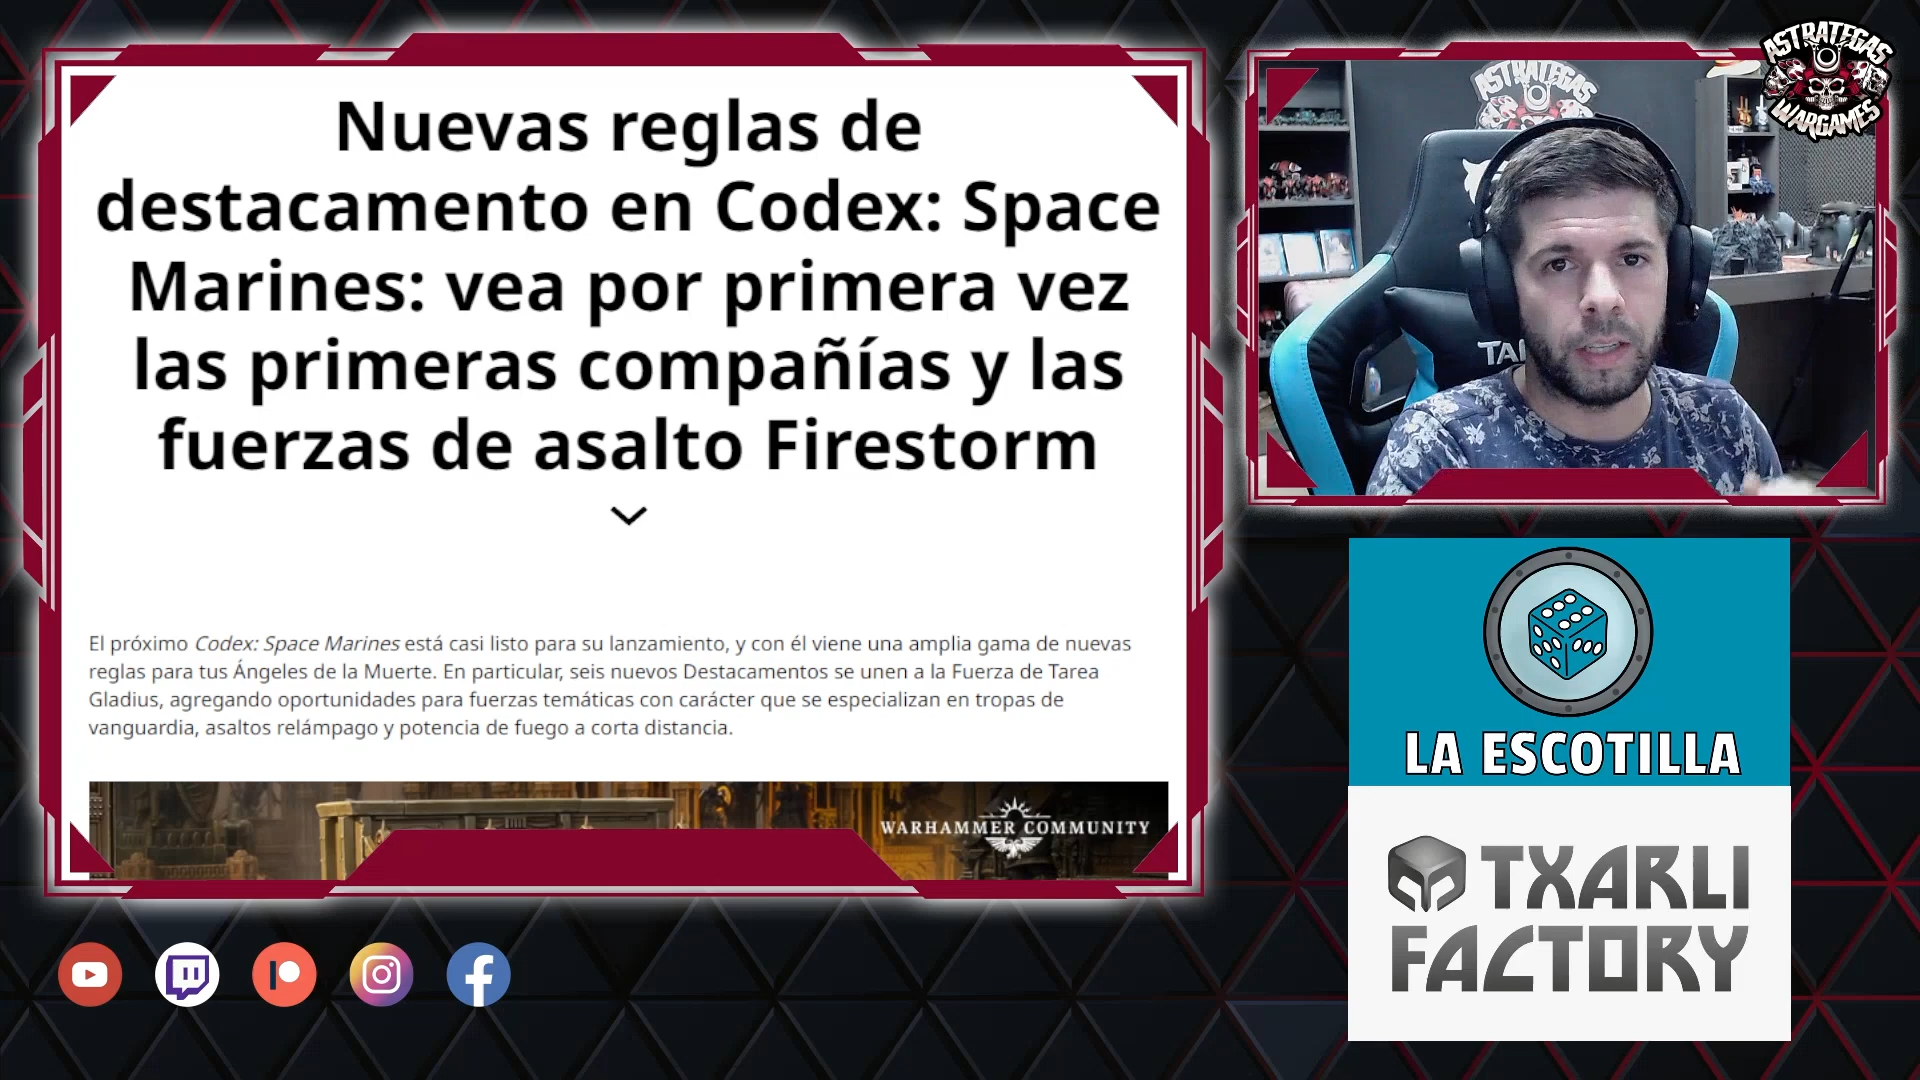 Nuevas reglas de
destacamento en Codex: Space
Marines: vea por primera vez
las primeras compañías y las
fuerzas de asalto Firestorm
El próximo Codex: Space Marines está casi listo para su lanzamiento, y con él viene una amplia gama de nuevas
reglas para tus Ángeles de la Muerte. En particular, seis nuevos Destacamentos se unen a la Fuerza de Tarea
Gladius, agregando oportunidades para fuerzas temáticas con carácter que se especializan en tropas de
vanguardia, asaltos relámpago y potencia de fuego a corta distancia.
WARHAMMER COMMUNITY
ASTRATEGAS
WARGAMES
ASTRATEGAS
LA ESCOTILLA
TXARLI
FACTORY